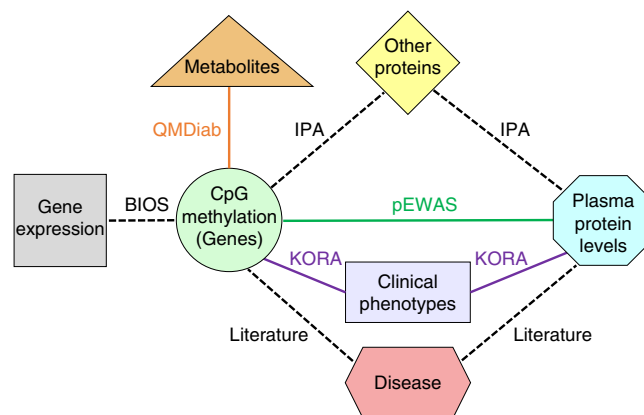 Other
proteins
Metabolites
QMDiab
IPA
IPA
BIOS
CpG
methylation
(Genes)
pEWAS
Gene
expression
Plasma
protein
levels
KORA
KORA
Clinical
phenotypes
Literature
Literature
Disease